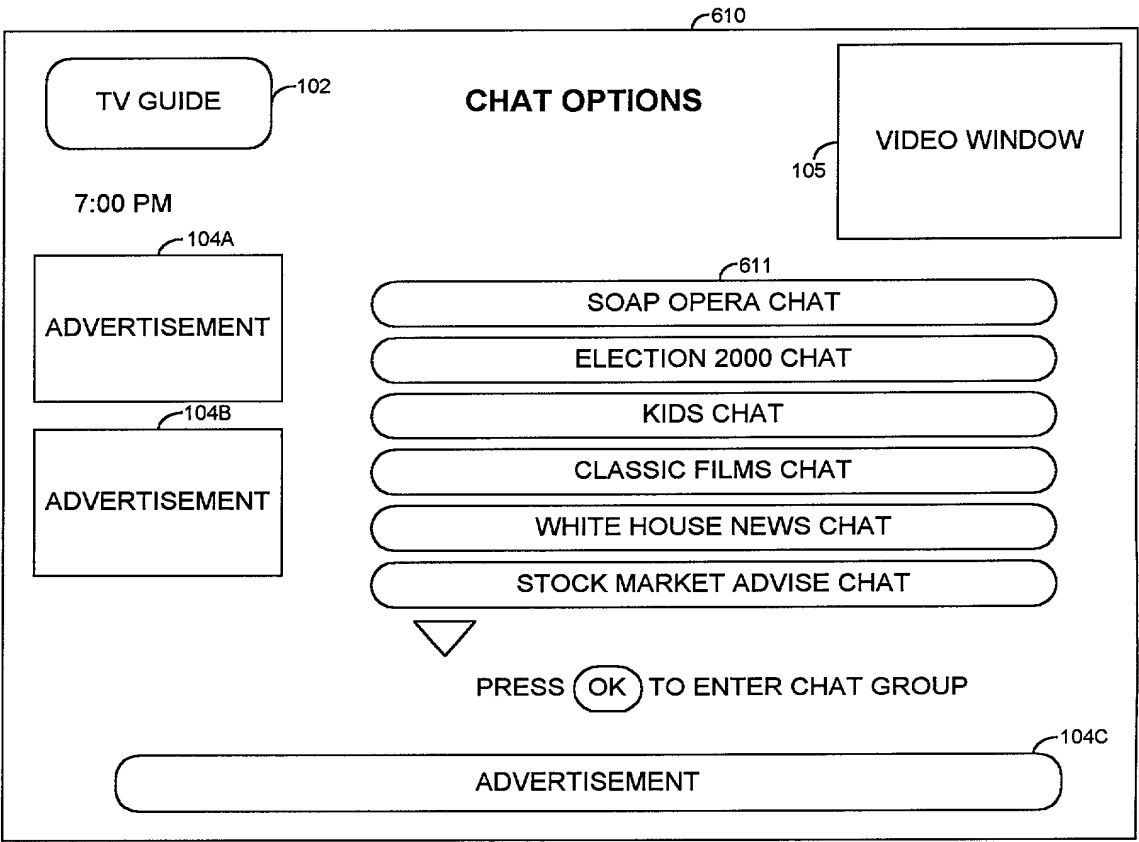 610
TV GUIDE
102
CHAT OPTIONS
VIDEO WINDOW
105
7:00 PM
104A
ADVERTISEMENT
104B
ADVERTISEMENT
611
SOAP OPERA CHAT
ELECTION 2000 CHAT
KIDS CHAT
CLASSIC FILMS CHAT
WHITE HOUSE NEWS CHAT
STOCK MARKET ADVISE CHAT
PRESS OK TO ENTER CHAT GROUP
104C
ADVERTISEMENT